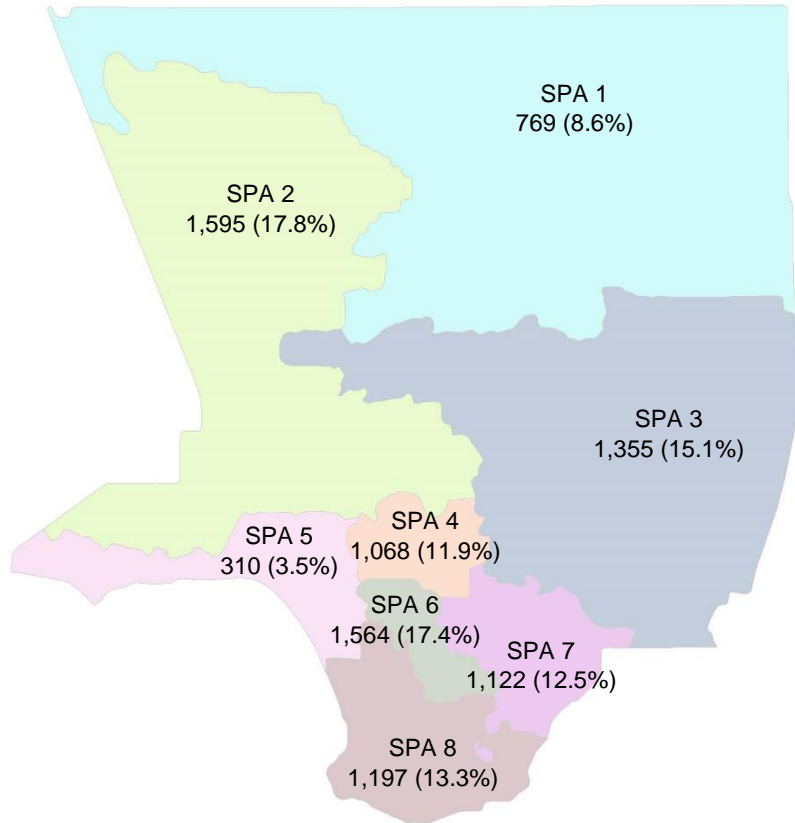 SPA 1
769 (8.6%)
SPA 2
1,595 (17.8%)
SPA 3
1,355 (15.1%)
SPA 4
1,068 (11.9%)
SPA 5
310 (3.5%)
SPA 6
1,564 (17.4%)
SPA 7
1,122 (12.5%)
SPA 8
1,197 (13.3%)